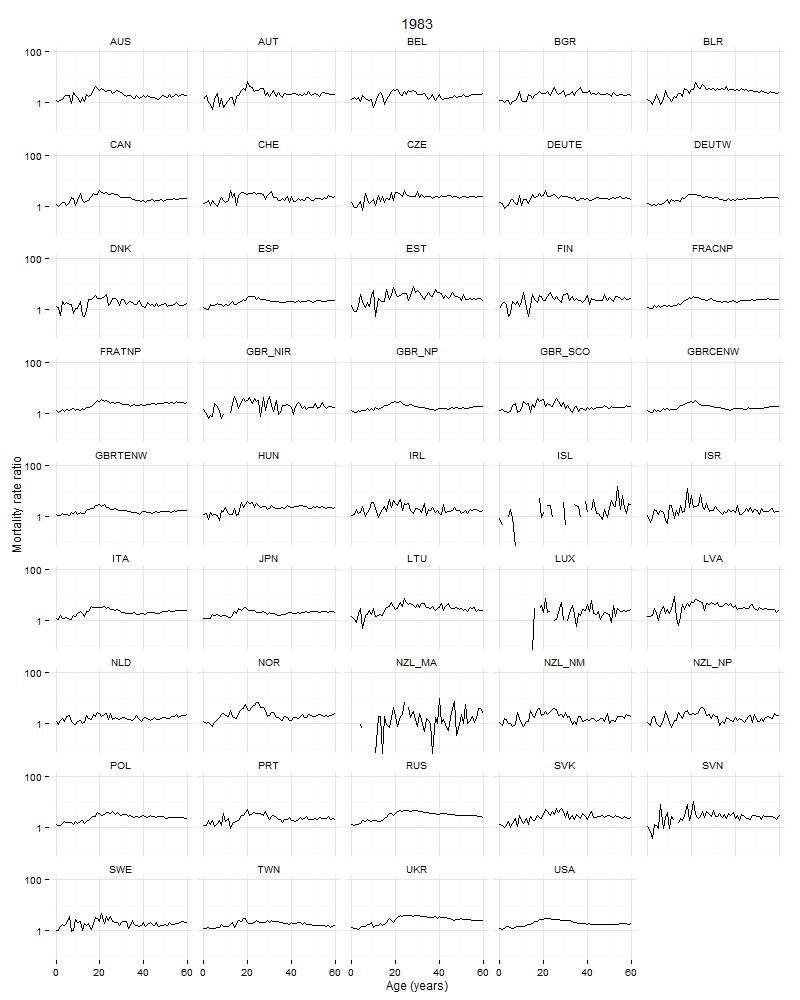 1983
AUS AUT BEL BGR BLR
100
1
CAN CHE CZE DEUTE DEUTW
100
1
DNK ESP EST FIN FRACNP
100
1
FRATNP GBR_NIR GBR_NP GBR_SCO GBRCENW
100
1
GBRTENW HUN IRL ISL ISR
100
1
Mortality rate ratio
ITA JPN LTU LUX LVA
100
1
NLD NOR NZL_MA NZL_NM NZL_NP
100
1
POL PRT RUS SVK SVN
100
1
SWE TWN UKR USA
100
1
0 20 40 60 0 20 40 60 0 20 40 60 0 20 40 60
Age (years)